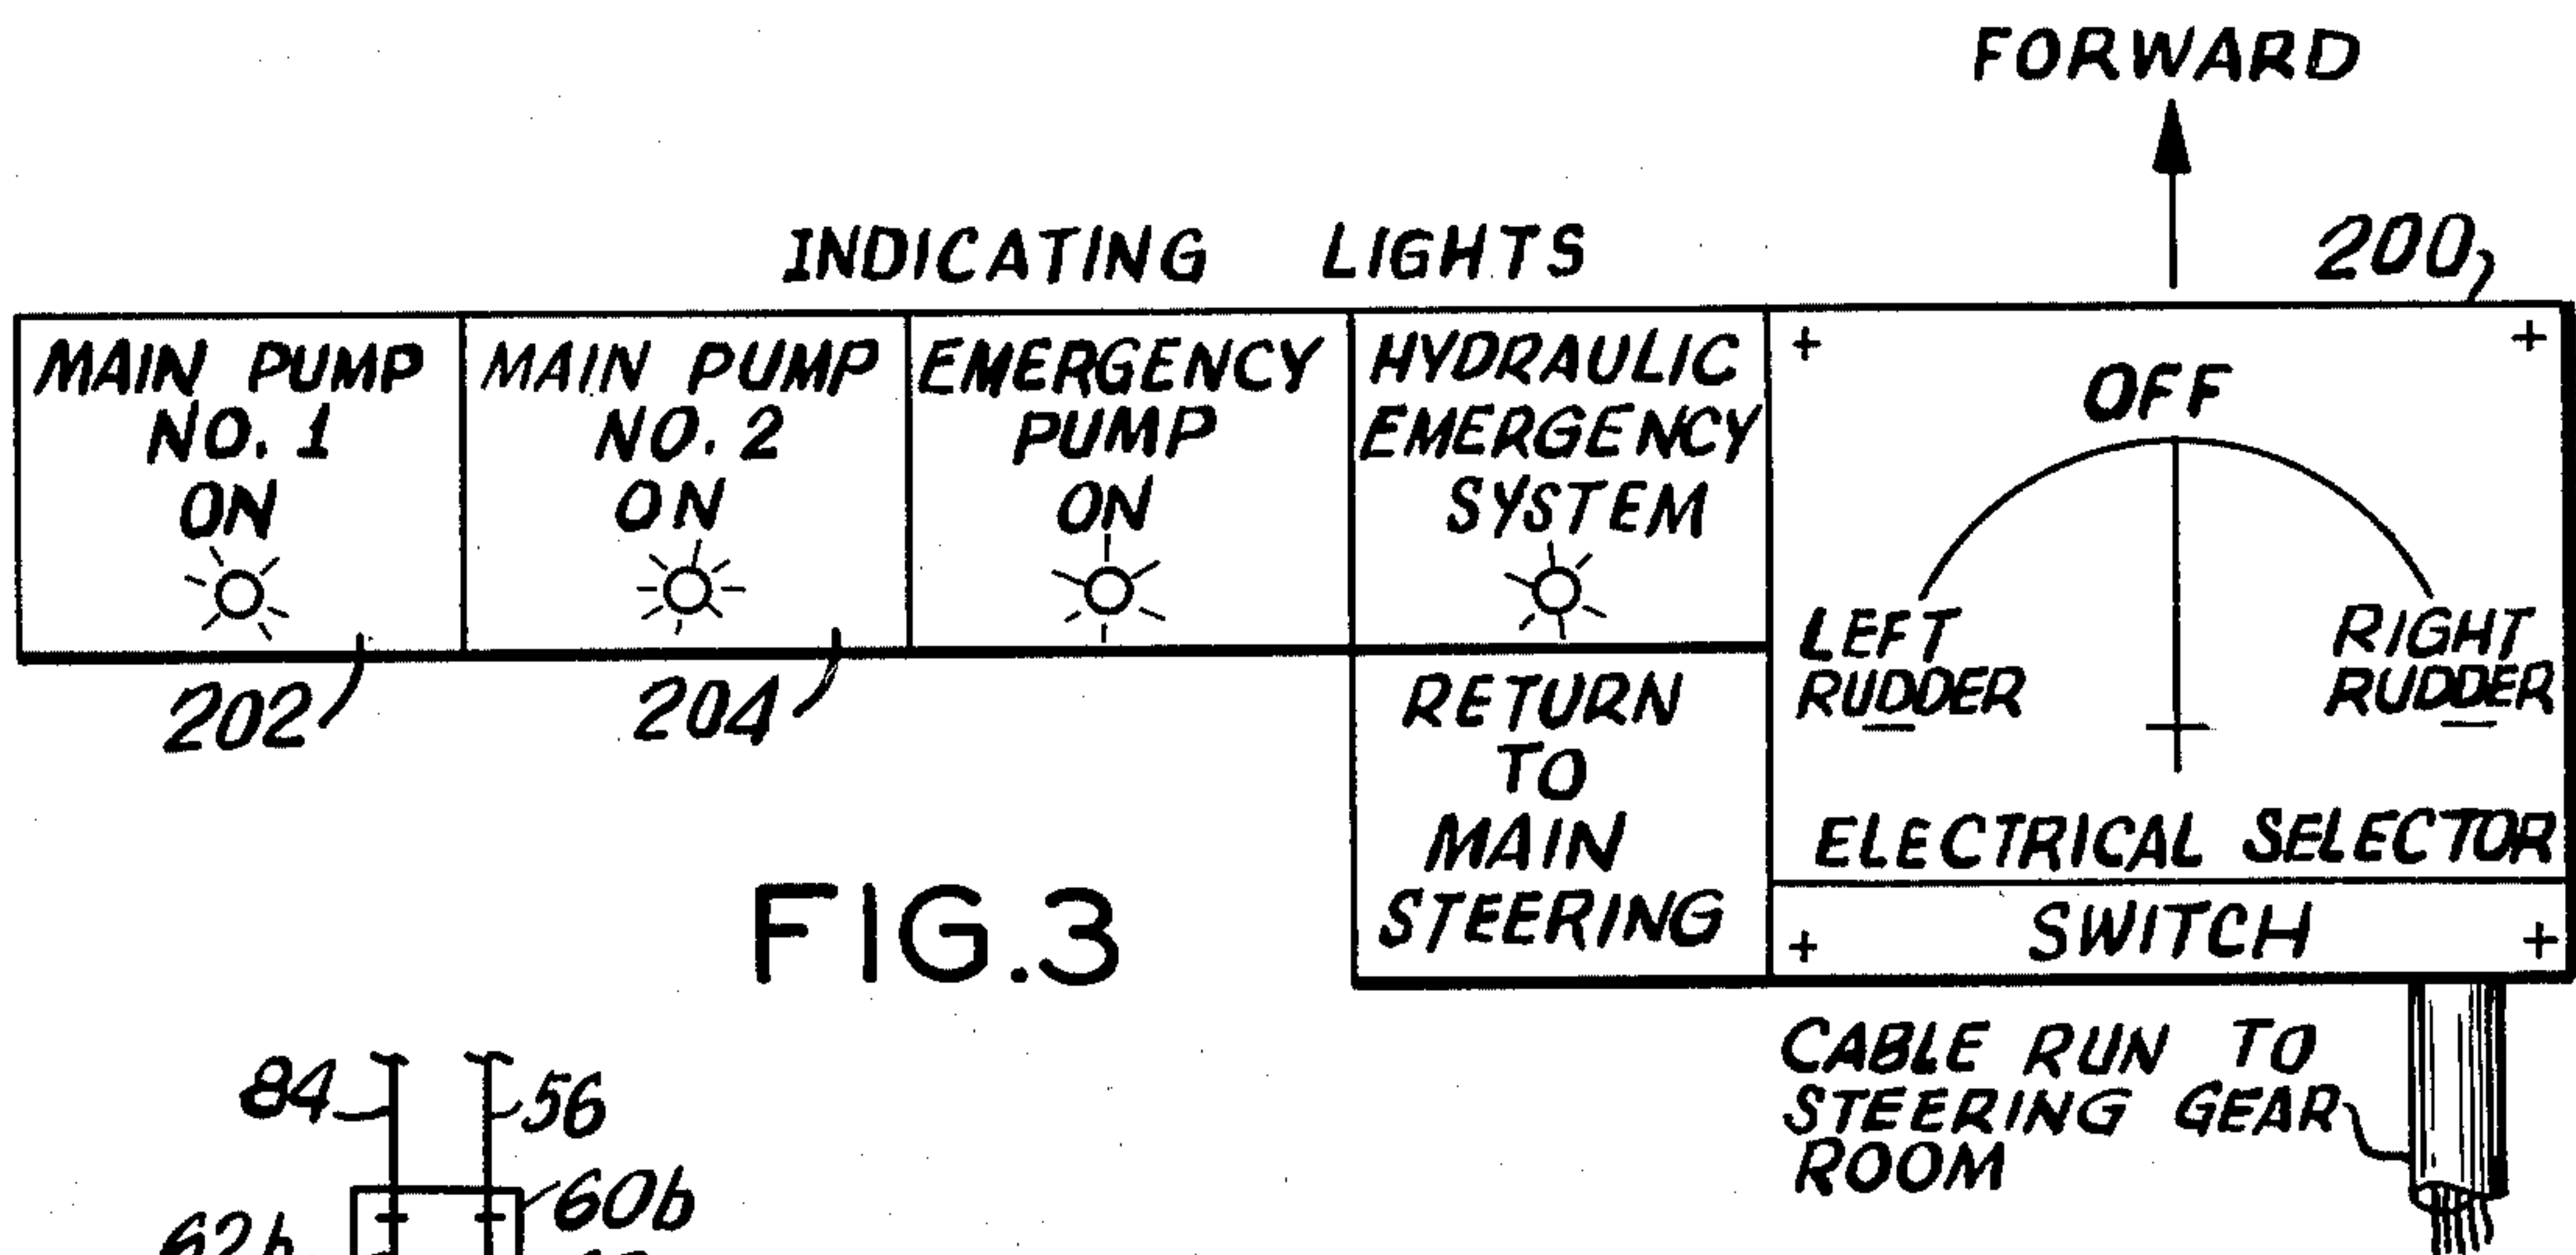 FORWARD
INDICATING LIGHTS
200
MAIN PUMP
NO. 1
ON
MAIN PUMP
NO. 2
ON
EMERGENCY
PUMP
ON
HYDRAULIC
EMERGENCY
SYSTEM
OFF
LEFT
RUDDER
RIGHT
RUDDER
202
204
RETURN
TO
MAIN
STEERING
ELECTRICAL SELECTOR
SWITCH
FIG.3
CABLE RUN TO
STEERING GEAR
ROOM
84
56
60b
62b